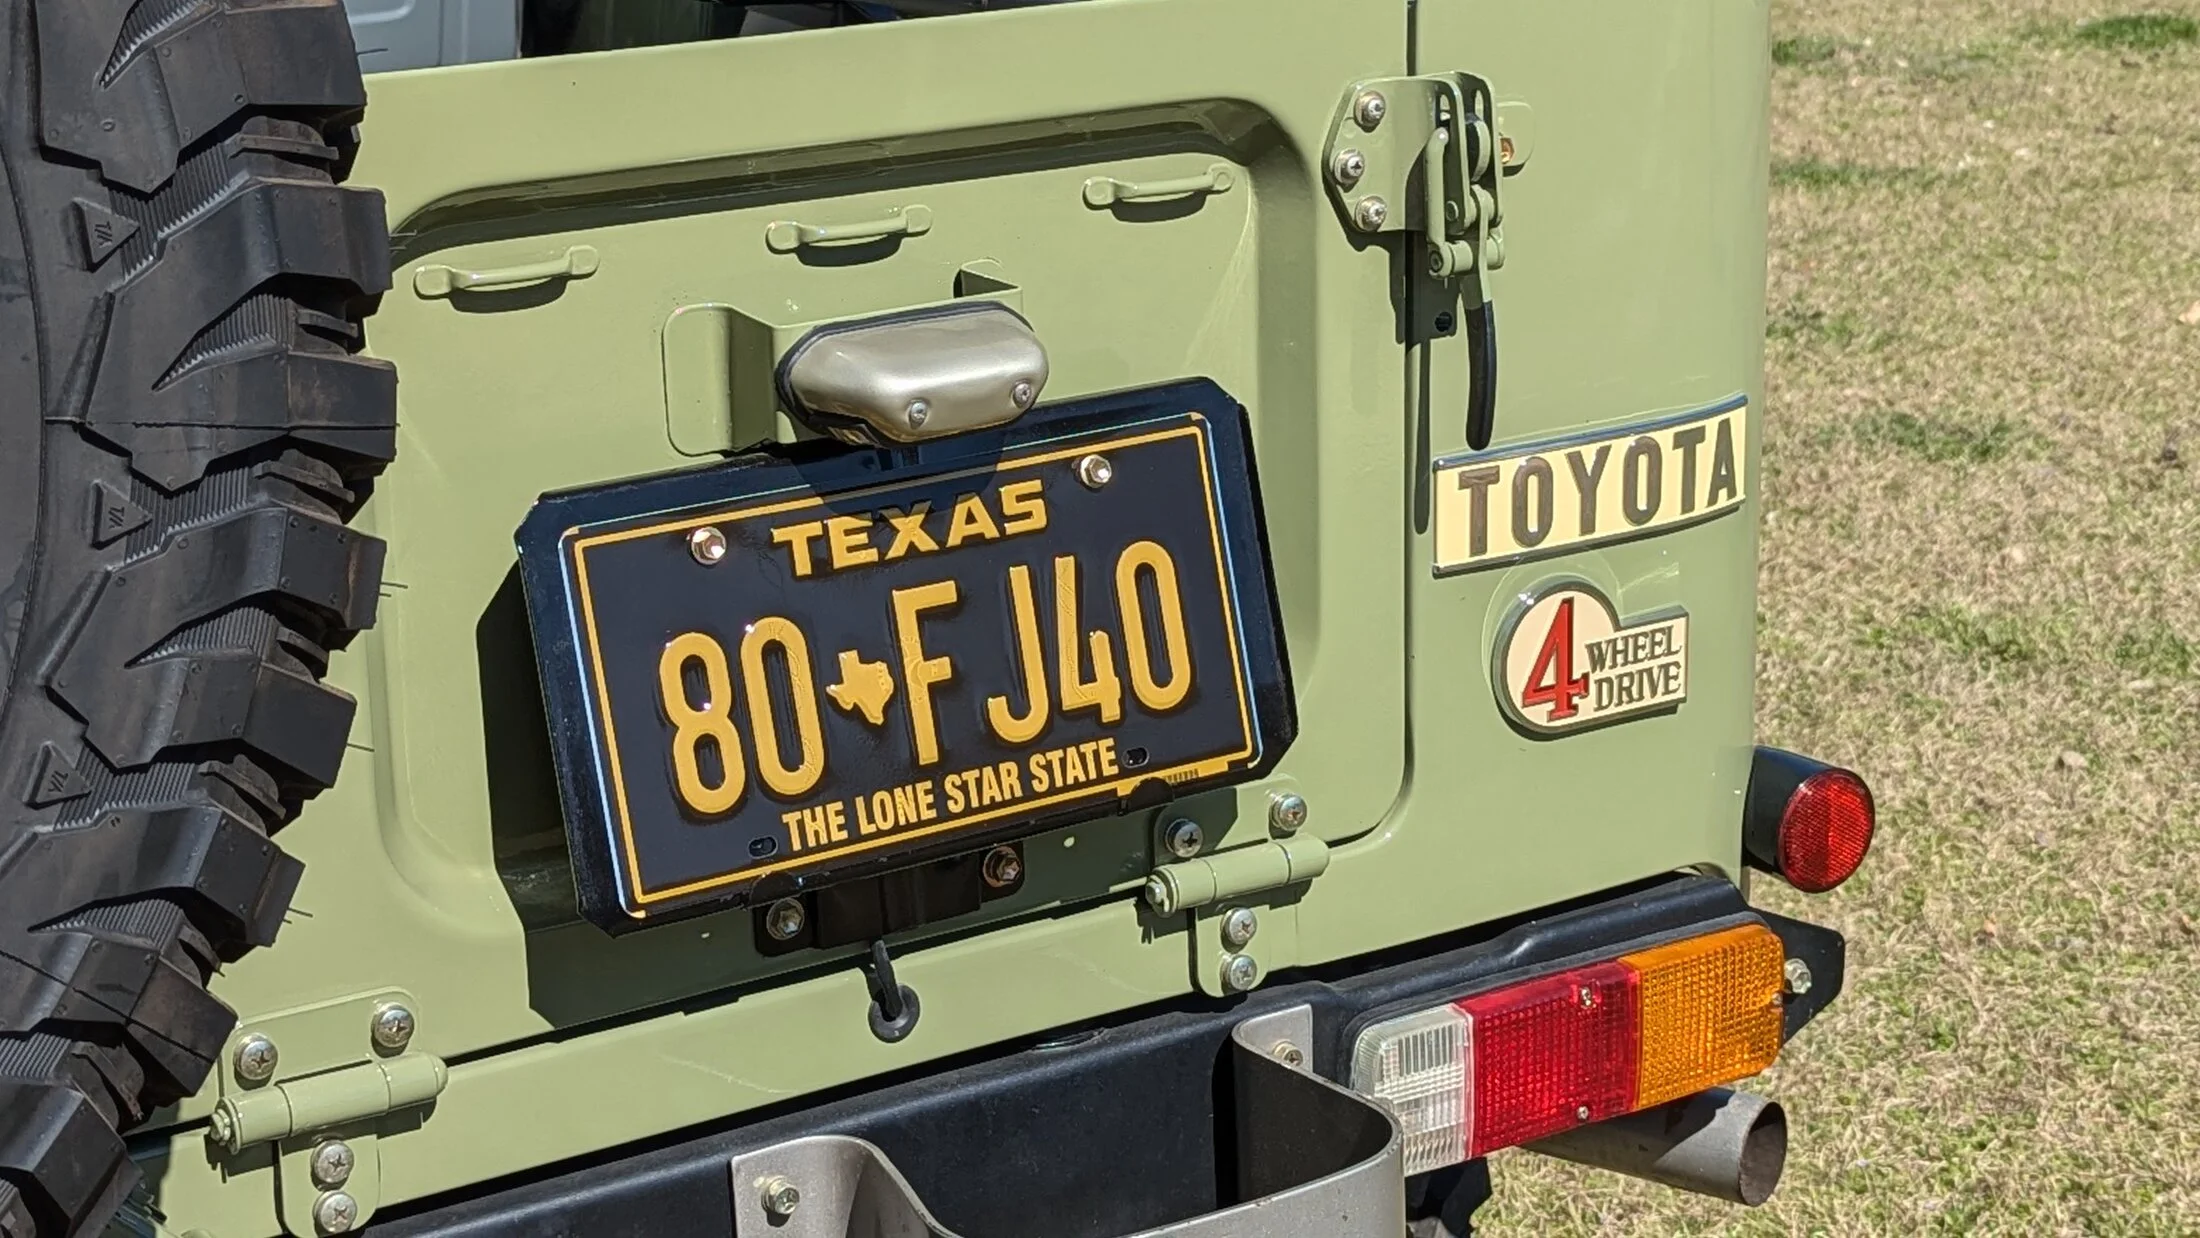 TEXAS
80 FJ40
THE LONE STAR STATE
TOYOTA
4 WHEEL
DRIVE